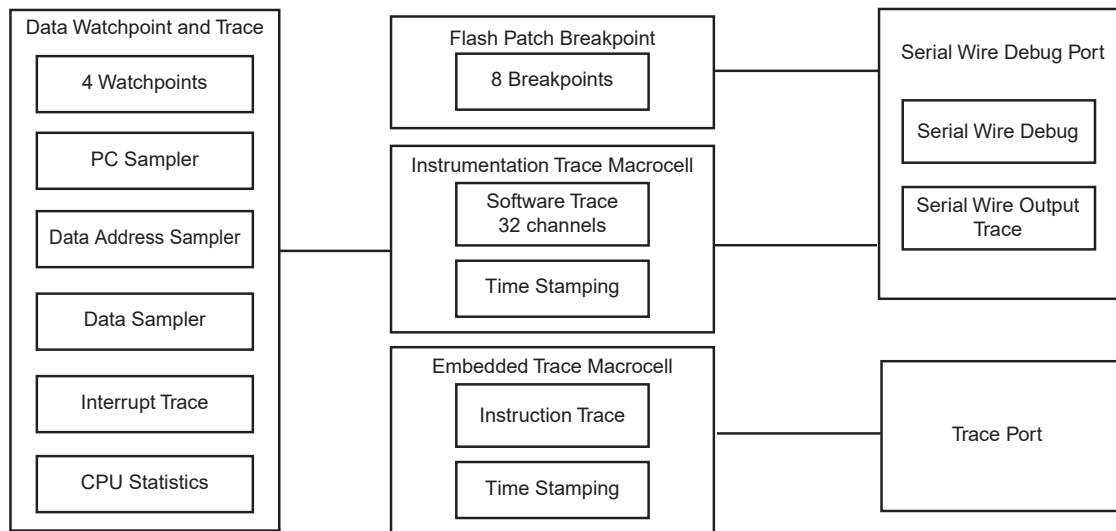 Data Watchpoint and Trace
4 Watchpoints
PC Sampler
Data Address Sampler
Data Sampler
Interrupt Trace
CPU Statistics
Flash Patch Breakpoint
8 Breakpoints
Instrumentation Trace Macrocell
Software Trace
32 channels
Time Stamping
Embedded Trace Macrocell
Instruction Trace
Time Stamping
Serial Wire Debug Port
Serial Wire Debug
Serial Wire Output
Trace
Trace Port